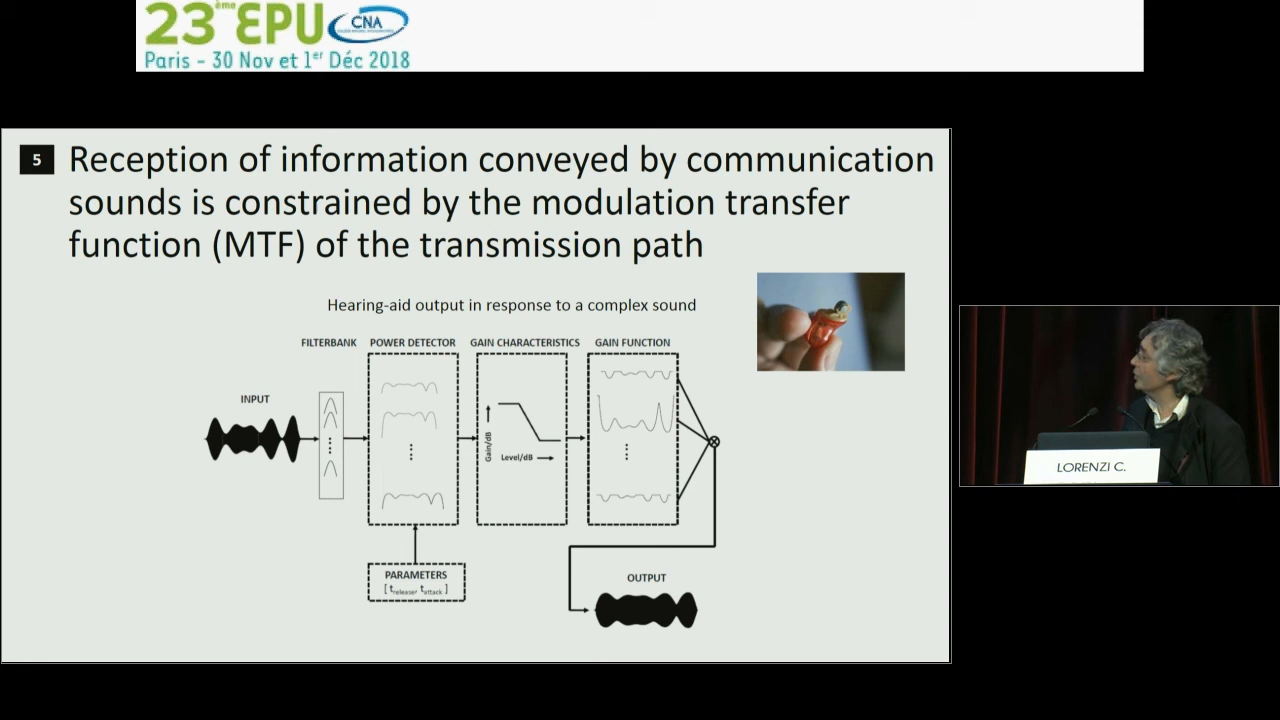 23ème EPU
CNA
Paris - 30 Nov et 1er Déc 2018
5
Reception of information conveyed by communication
sounds is constrained by the modulation transfer
function (MTF) of the transmission path
Hearing-aid output in response to a complex sound
FILTERBANK
POWER DETECTOR
GAIN CHARACTERISTICS
GAIN FUNCTION
INPUT
Gain/dB
Level/dB
PARAMETERS
[ trelease, tattack ]
OUTPUT
LORENZI C.